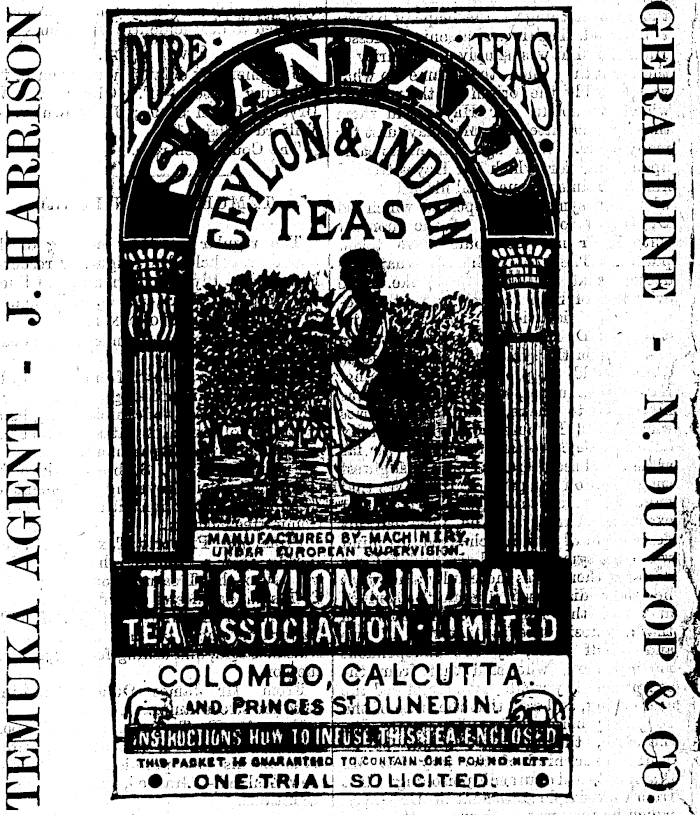 TEMUKA AGENT - J. HARRISON
PURE TEAS
STANDARD
CEYLON & INDIAN
TEAS
MANUFACTURED BY MACHINERY,
UNDER EUROPEAN SUPERVISION.
THE CEYLON & INDIAN
TEA ASSOCIATION · LIMITED
COLOMBO, CALCUTTA.
AND PRINCES ST DUNEDIN.
INSTRUCTIONS HOW TO INFUSE THIS TEA ENCLOSED
THIS PACKET IS GUARANTEED TO CONTAIN ONE POUND NETT.
ONE TRIAL SOLICITED.
GERALDINE - N. DUNLOP & CO.